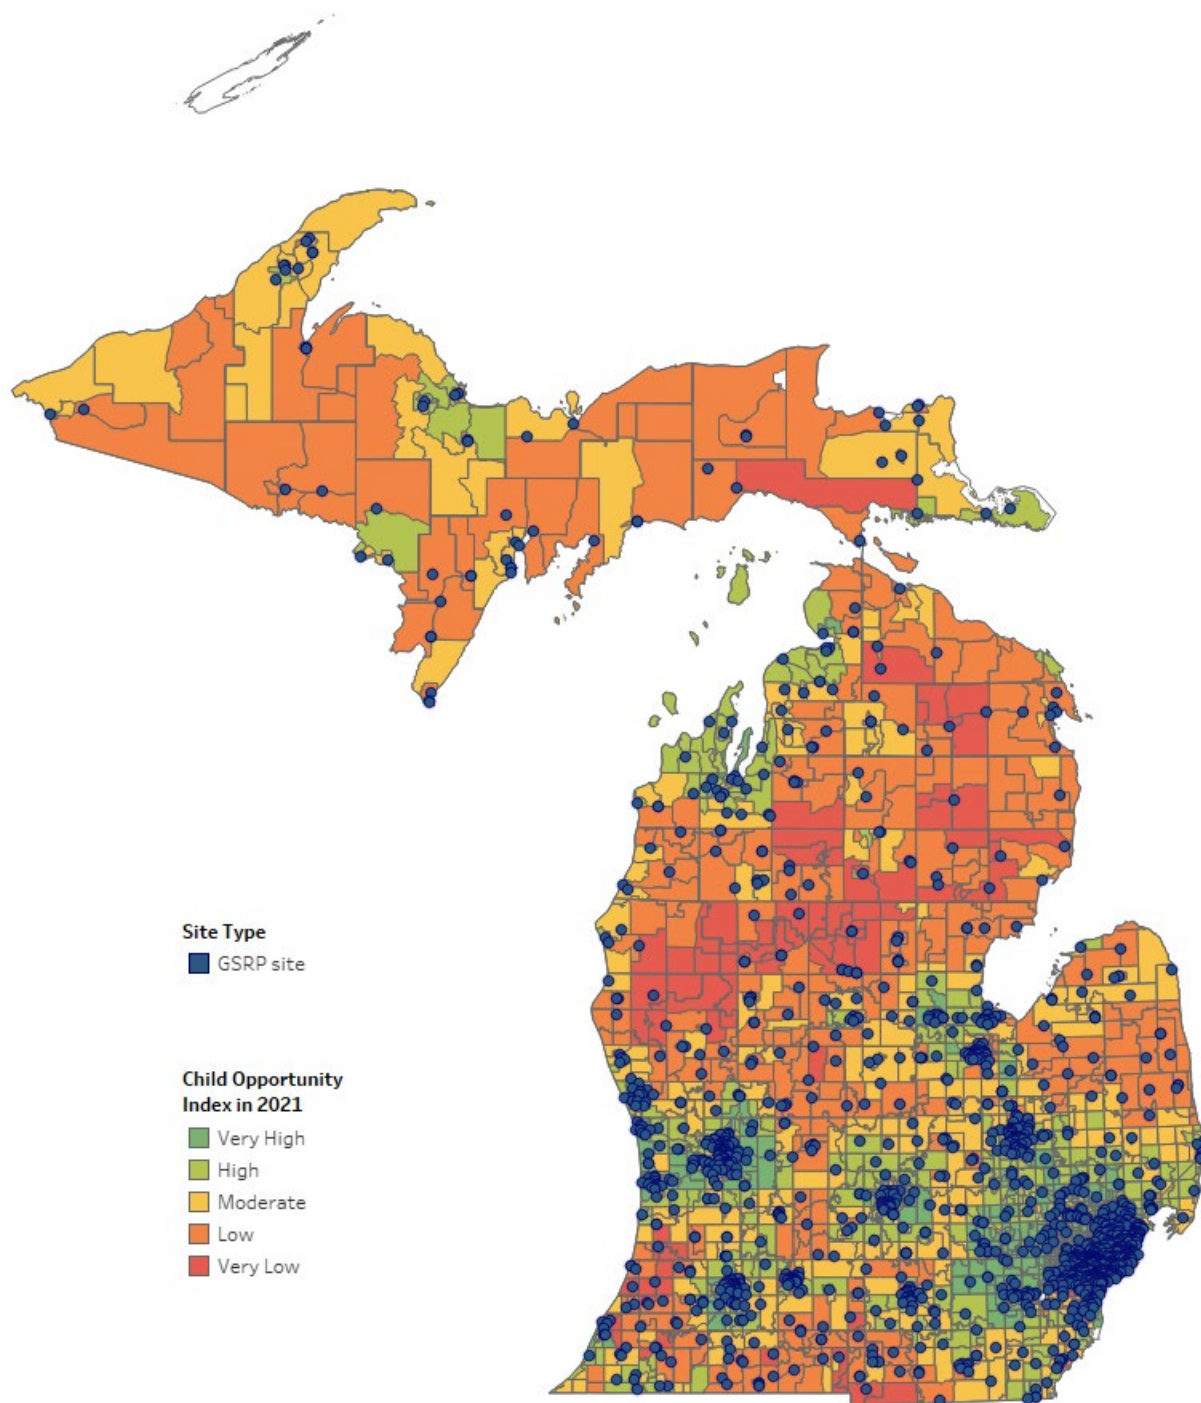 Site Type
GSRP site
Child Opportunity
Index in 2021
Very High
High
Moderate
Low
Very Low